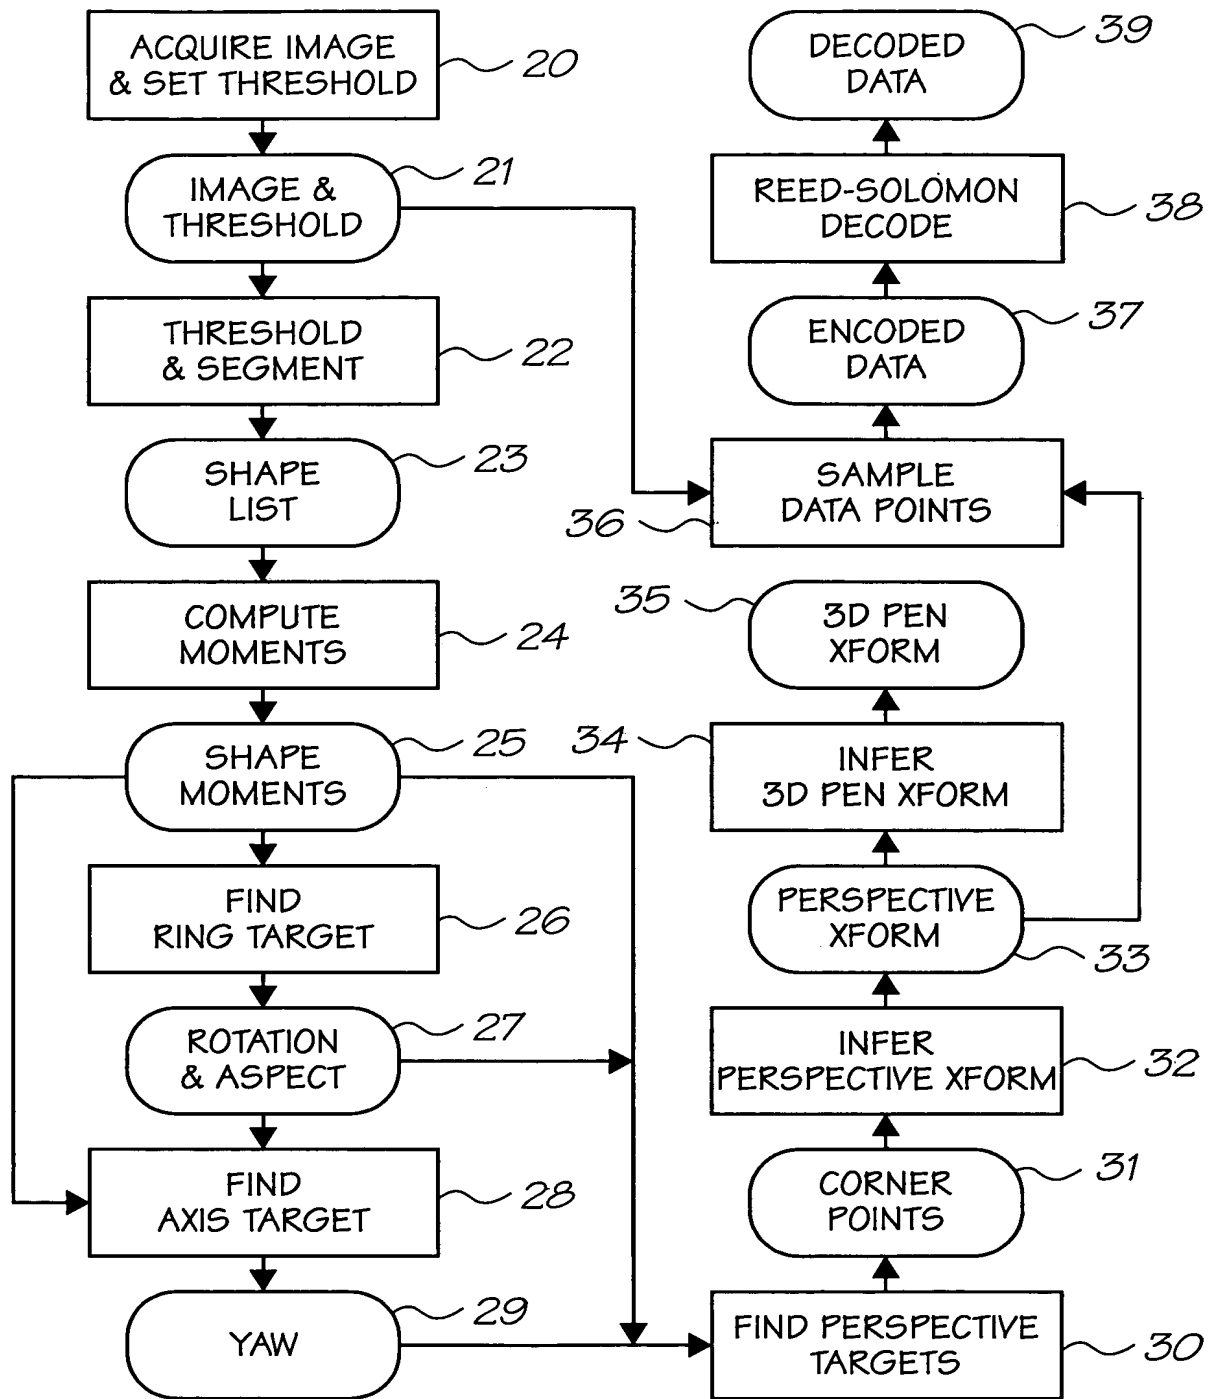 ACQUIRE IMAGE
& SET THRESHOLD
20
IMAGE &
THRESHOLD
21
THRESHOLD
& SEGMENT
22
SHAPE
LIST
23
COMPUTE
MOMENTS
24
SHAPE
MOMENTS
25
FIND
RING TARGET
26
ROTATION
& ASPECT
27
FIND
AXIS TARGET
28
YAW
29
FIND PERSPECTIVE
TARGETS
30
CORNER
POINTS
31
INFER
PERSPECTIVE XFORM
32
PERSPECTIVE
XFORM
33
INFER
3D PEN XFORM
34
3D PEN
XFORM
35
SAMPLE
DATA POINTS
36
ENCODED
DATA
37
REED-SOLOMON
DECODE
38
DECODED
DATA
39